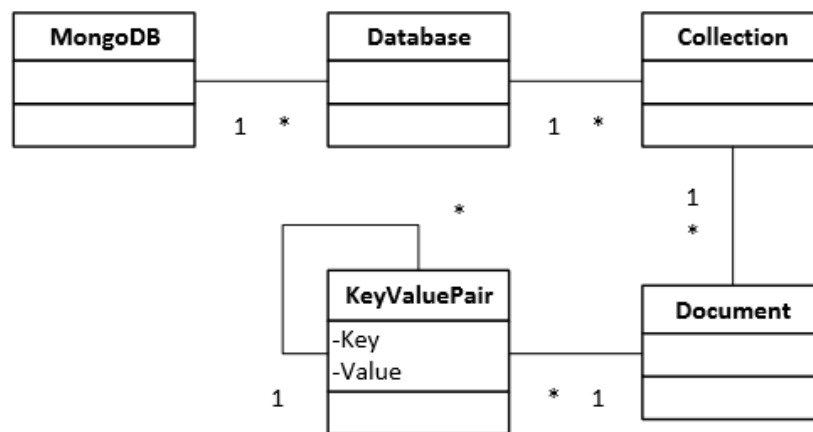 MongoDB
Database
Collection
1 *
1 *
1
*
*
KeyValuePair
Document
-Key
-Value
1
* 1